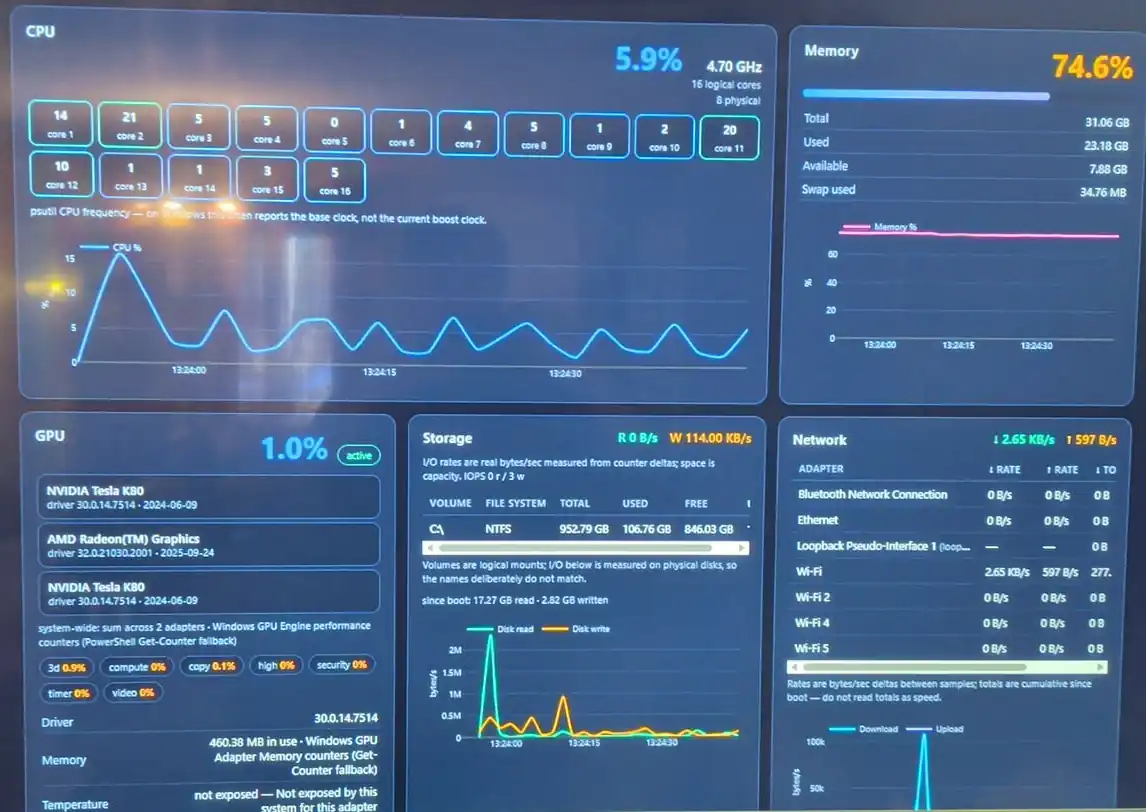 CPU
5.9%
4.70 GHz
16 logical cores
8 physical
14 21 5 5 0 1 4 5 1 2 20
core 1 core 2 core 3 core 4 core 5 core 6 core 7 core 8 core 9 core 10 core 11
10 1 1 3 5
core 12 core 13 core 14 core 15 core 16
psutil CPU frequency — on this reports the base clock, not the current boost clock.
CPU %
15
10
%
5
0
13:24:00 13:24:15 13:24:30
Memory
74.6%
Total 31.06 GB
Used 23.18 GB
Available 7.88 GB
Swap used 34.76 MB
Memory %
60
% 40
20
0
13:24:00 13:24:15 13:24:30
GPU
1.0% active
NVIDIA Tesla K80
driver 30.0.14.7514 • 2024-06-09
AMD Radeon(TM) Graphics
driver 32.0.21030.2001 • 2025-09-24
NVIDIA Tesla K80
driver 30.0.14.7514 • 2024-06-09
system-wide: sum across 2 adapters • Windows GPU Engine performance
counters (PowerShell Get-Counter fallback)
3d 0.9% compute 0% copy 0.1% high 0% security 0%
timer 0% video 0%
Driver 30.0.14.7514
Memory
460.38 MB in use • Windows GPU
Adapter Memory counters (Get-
Counter fallback)
Temperature
not exposed — Not exposed by this
system for this adapter
Storage R 0 B/s W 114.00 KB/s
I/O rates are real bytes/sec measured from counter deltas; space is
capacity. IOPS 0 r / 3 w
VOLUME FILE SYSTEM TOTAL USED FREE
C:\ NTFS 952.79 GB 106.76 GB 846.03 GB
Volumes are logical mounts; I/O below is measured on physical disks, so
the names deliberately do not match.
since boot: 17.27 GB read • 2.82 GB written
Disk read Disk write
2M
1.5M
bytes/s
1M
0.5M
0
13:24:00 13:24:15 13:24:30
Network ↓ 2.65 KB/s ↑ 597 B/s
ADAPTER ↓ RATE ↑ RATE ↓ TO
Bluetooth Network Connection 0 B/s 0 B/s 0 B
Ethernet 0 B/s 0 B/s 0 B
Loopback Pseudo-Interface 1 (loop... — — 0 B
Wi-Fi 2.65 KB/s 597 B/s 277.
Wi-Fi 2 0 B/s 0 B/s 0 B
Wi-Fi 4 0 B/s 0 B/s 0 B
Wi-Fi 5 0 B/s 0 B/s 0 B
Rates are bytes/sec deltas between samples; totals are cumulative since
boot — do not read totals as speed.
Download Upload
100k
bytes/s
50k